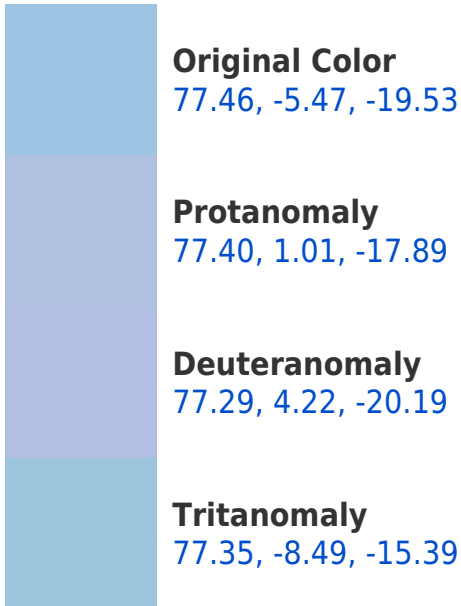 Original Color
77.46, -5.47, -19.53
Protanomaly
77.40, 1.01, -17.89
Deuteranomaly
77.29, 4.22, -20.19
Tritanomaly
77.35, -8.49, -15.39